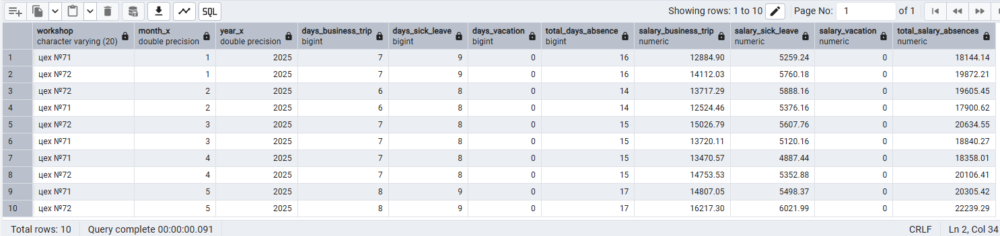 SQL Showing rows: 1 to 10 Page No: 1 of 1
workshop month_x year_x days_business_trip days_sick_leave days_vacation total_days_absence salary_business_trip salary_sick_leave salary_vacation total_salary_absences
character varying (20) double precision double precision bigint bigint bigint bigint numeric numeric numeric numeric
1 цех №71 1 2025 7 9 0 16 12884.90 5259.24 0 18144.14
2 цех №72 1 2025 7 9 0 16 14112.03 5760.18 0 19872.21
3 цех №72 2 2025 6 8 0 14 13717.29 5888.16 0 19605.45
4 цех №71 2 2025 6 8 0 14 12524.46 5376.16 0 17900.62
5 цех №72 3 2025 7 8 0 15 15026.79 5607.76 0 20634.55
6 цех №71 3 2025 7 8 0 15 13720.11 5120.16 0 18840.27
7 цех №71 4 2025 7 8 0 15 13470.57 4887.44 0 18358.01
8 цех №72 4 2025 7 8 0 15 14753.53 5352.88 0 20106.41
9 цех №71 5 2025 8 9 0 17 14807.05 5498.37 0 20305.42
10 цех №72 5 2025 8 9 0 17 16217.30 6021.99 0 22239.29
Total rows: 10 Query complete 00:00:00.091 CRLF Ln 2, Col 34